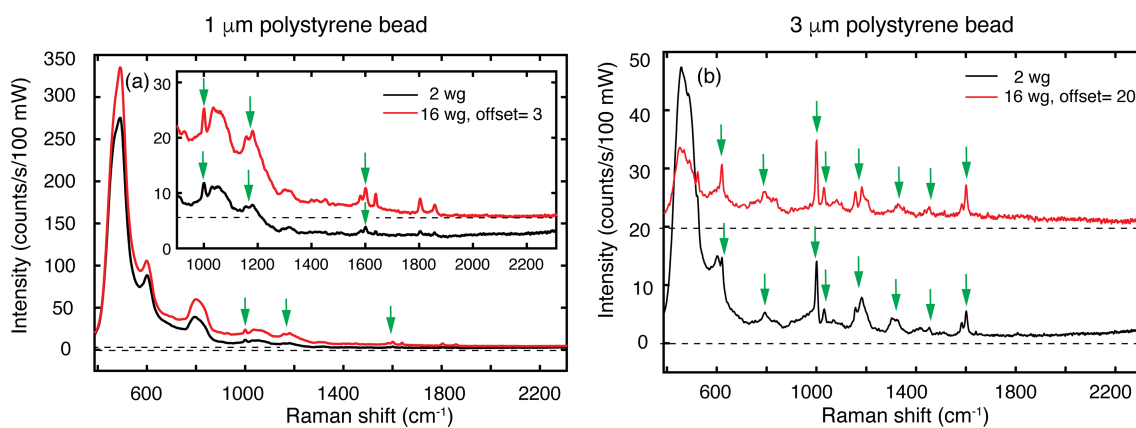 1 μm polystyrene bead
3 μm polystyrene bead
Intensity (counts/s/100 mW)
350
300
250
200
150
100
50
0
(a)
30
20
10
0
2 wg
16 wg, offset= 3
1000
1200
1400
1600
1800
2000
2200
600
1000
1400
1800
2200
Raman shift (cm⁻¹)
Intensity (counts/s/100 mW)
50
40
30
20
10
0
(b)
2 wg
16 wg, offset= 20
600
1000
1400
1800
2200
Raman shift (cm⁻¹)